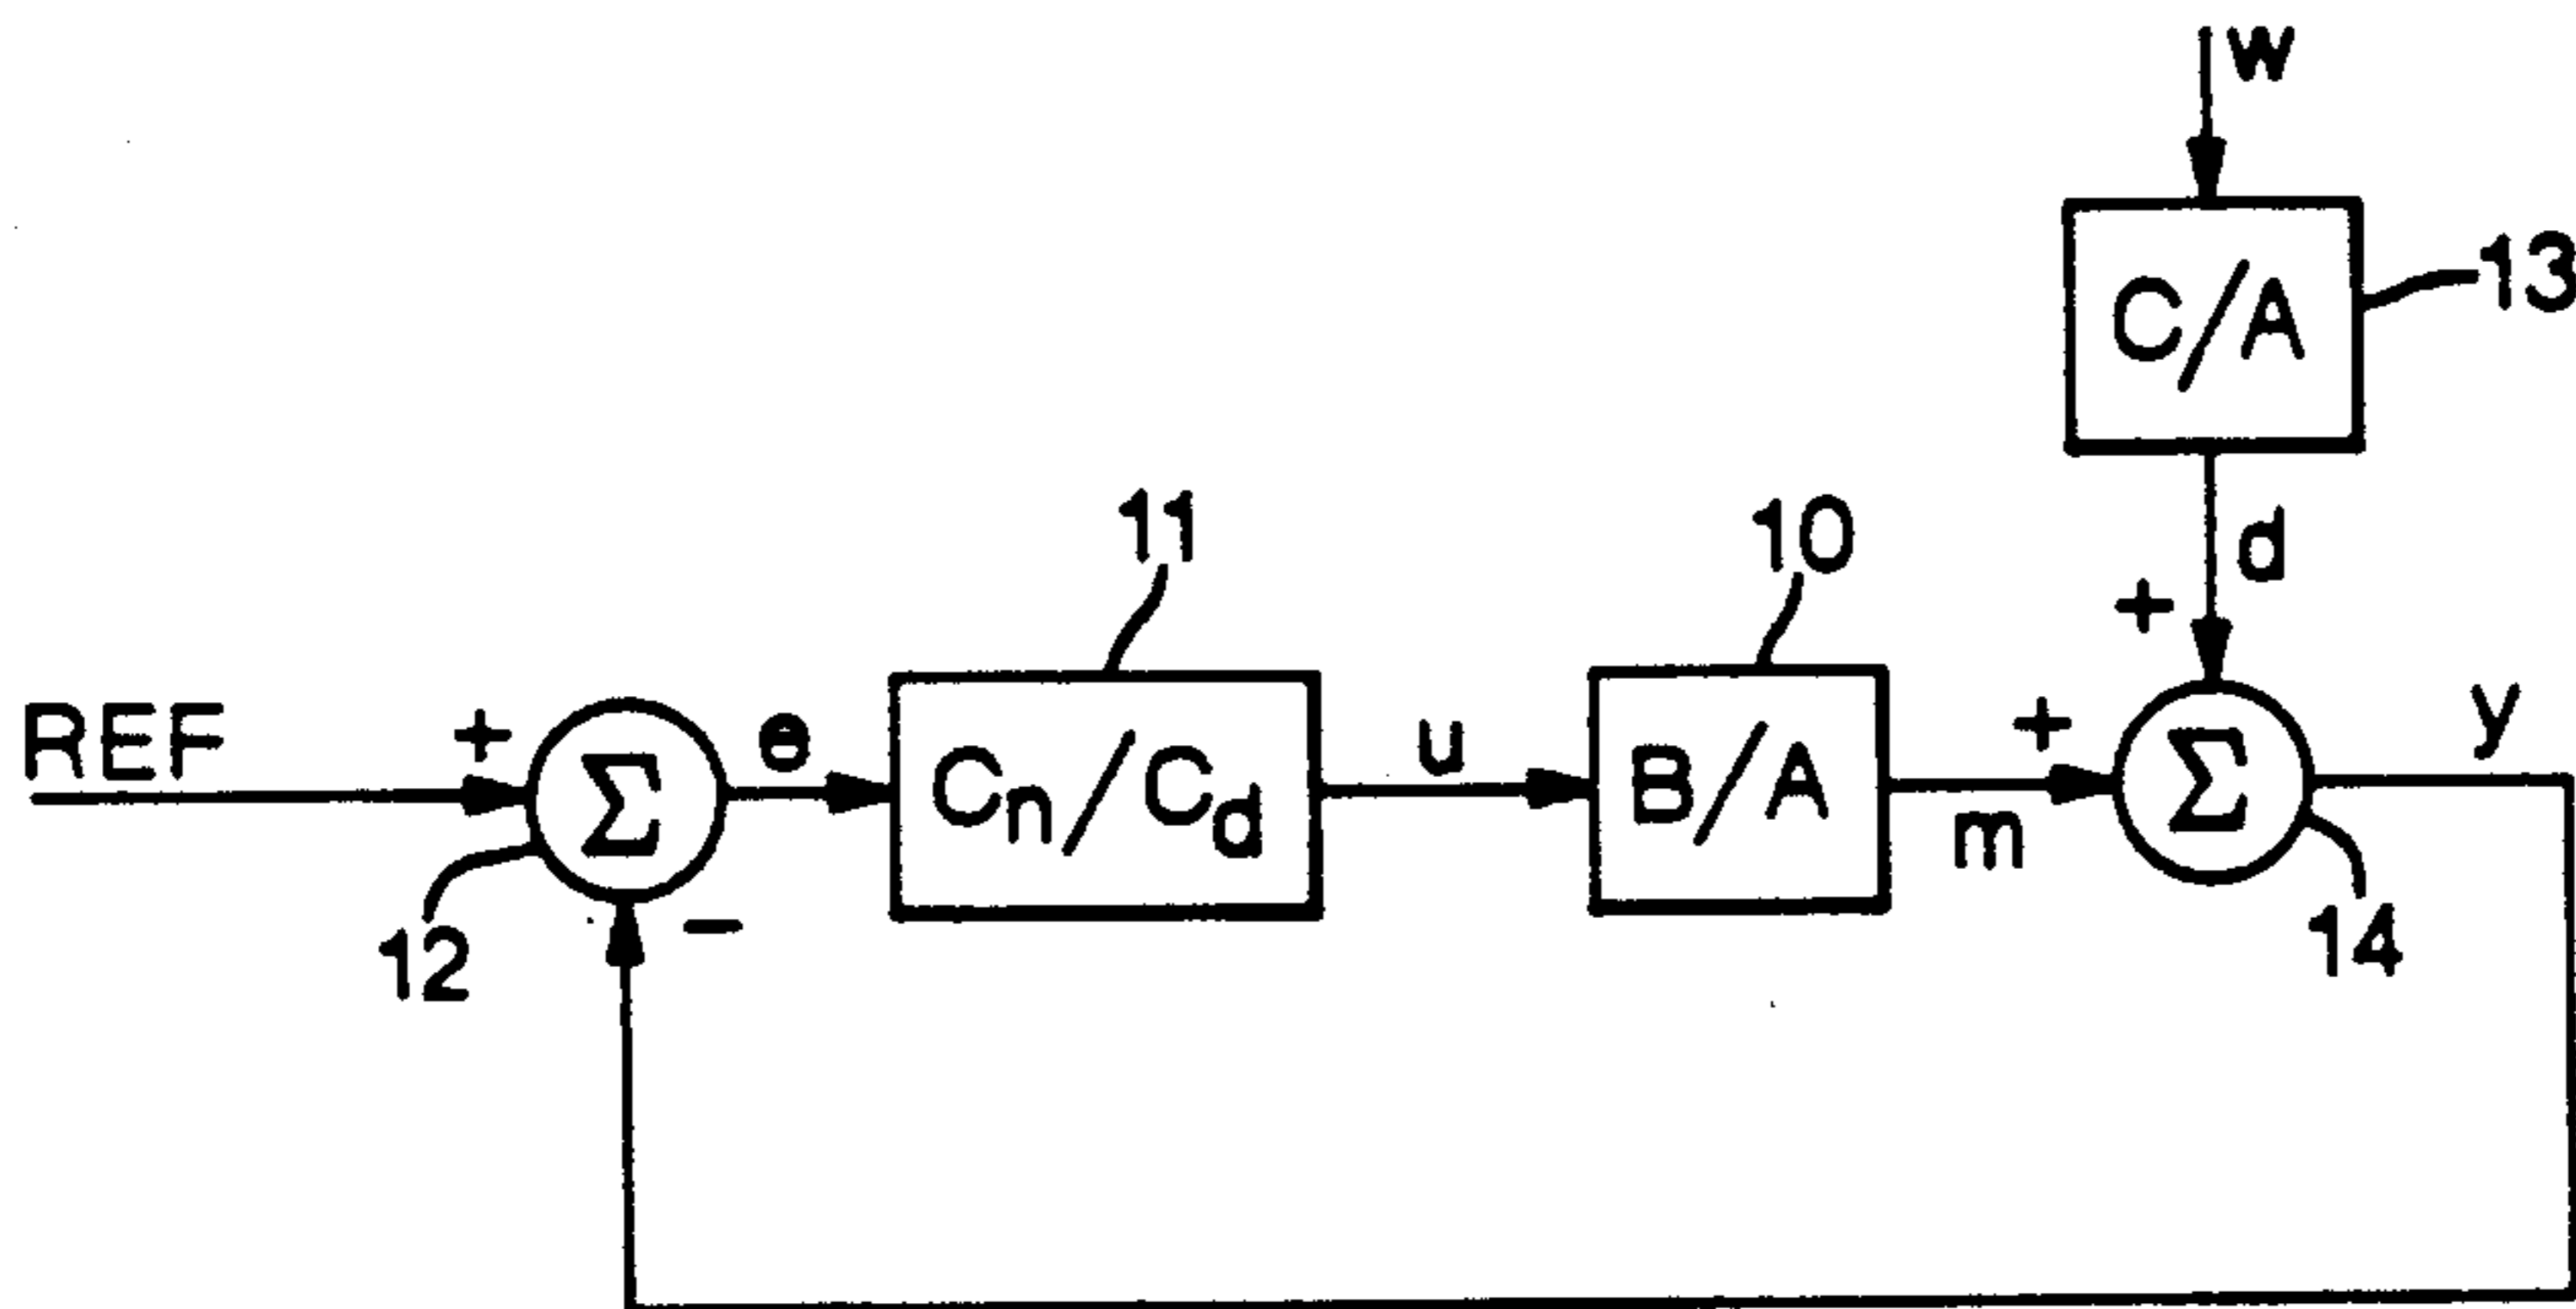 w
C/A
13
d
+
11
10
REF
+
Σ
e
Cn/Cd
u
B/A
+
m
Σ
y
12
−
14